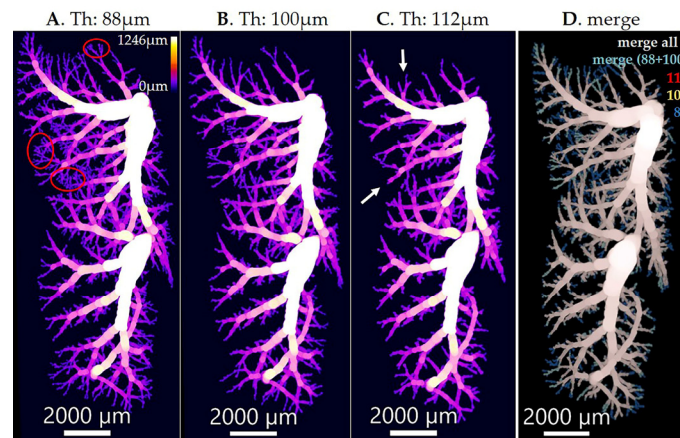 A. Th: 88µm
B. Th: 100µm
C. Th: 112µm
D. merge
1246µm
0µm
merge all
merge (88+100
11
10
8
2000 µm
2000 µm
2000 µm
2000 µm